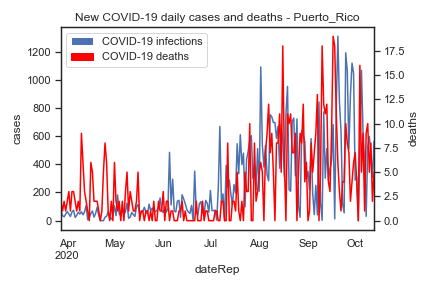 New COVID-19 daily cases and deaths - Puerto_Rico
COVID-19 infections
COVID-19 deaths
cases
1200
1000
800
600
400
200
0
deaths
17.5
15.0
12.5
10.0
7.5
5.0
2.5
0.0
Apr May Jun Jul Aug Sep Oct
2020
dateRep